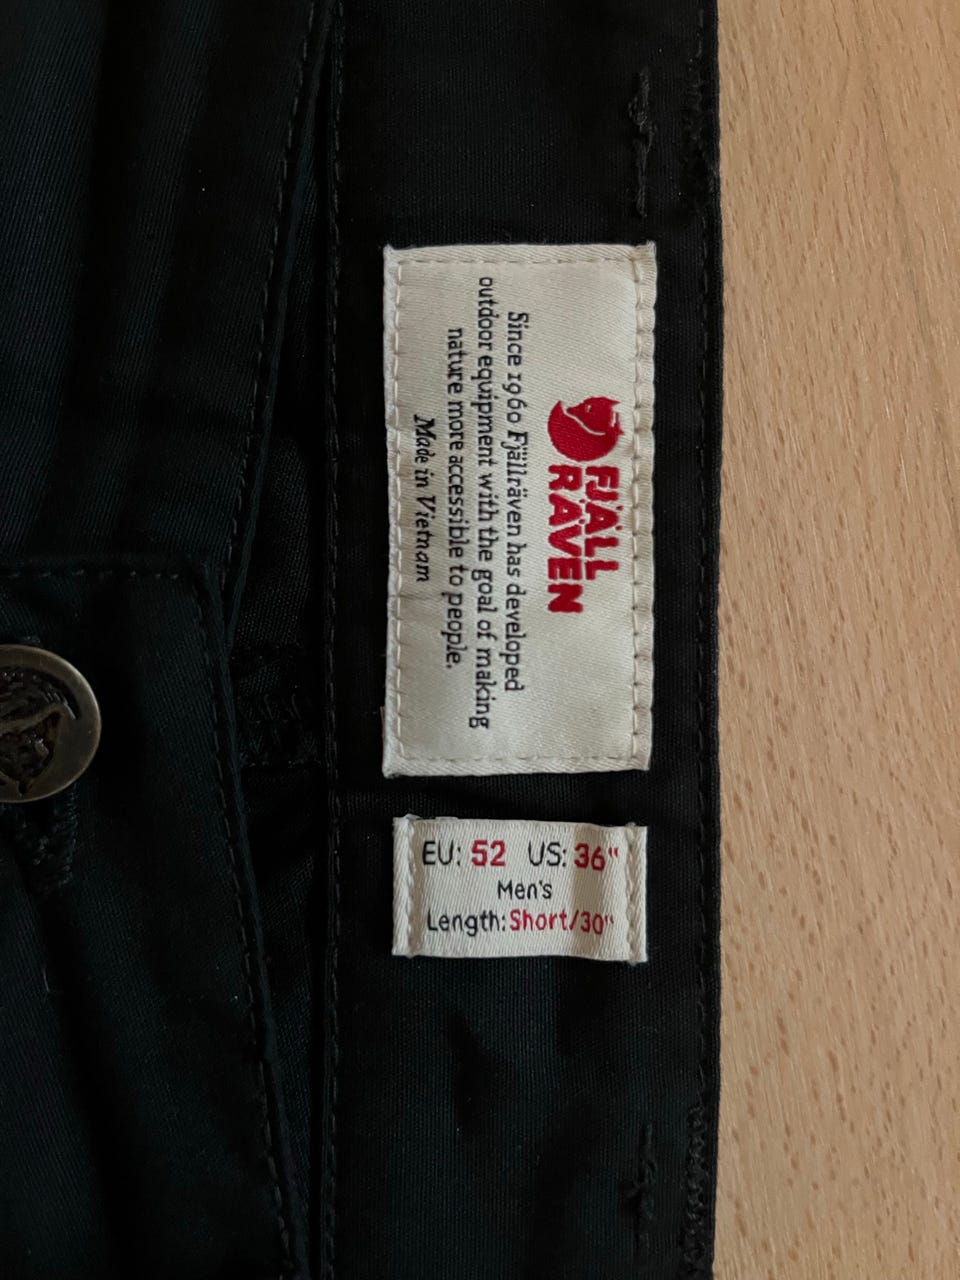 FJÄLL
RÄVEN
Since 1960 Fjällräven has developed
outdoor equipment with the goal of making
nature more accessible to people.
Made in Vietnam
EU: 52 US: 36"
Men's
Length: Short/30"